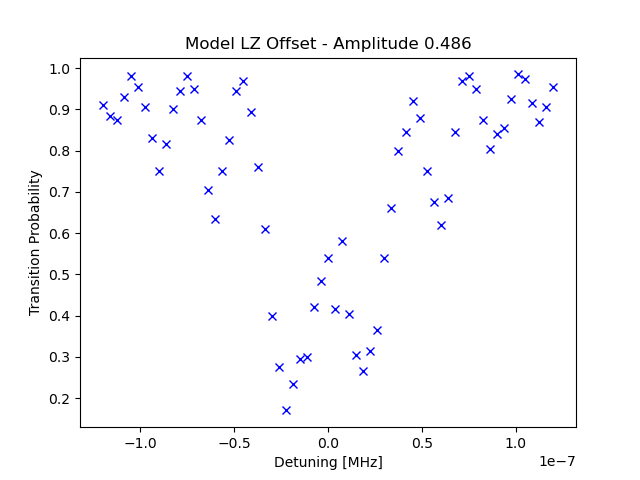 Model LZ Offset - Amplitude 0.486
Transition Probability
1.0
0.9
0.8
0.7
0.6
0.5
0.4
0.3
0.2
−1.0 −0.5 0.0 0.5 1.0
1e−7
Detuning [MHz]